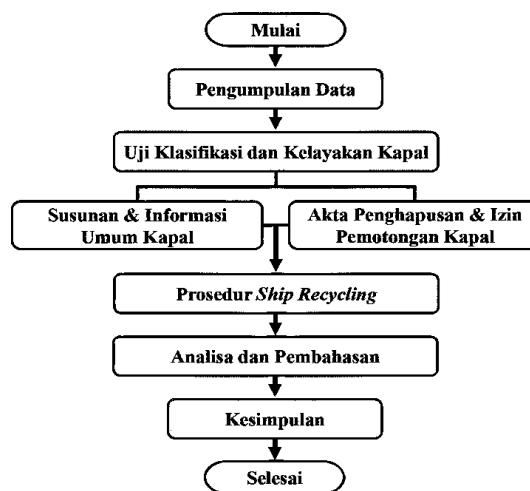 Mulai
Pengumpulan Data
Uji Klasifikasi dan Kelayakan Kapal
Susunan & Informasi
Umum Kapal
Akta Penghapusan & Izin
Pemotongan Kapal
Prosedur Ship Recycling
Analisa dan Pembahasan
Kesimpulan
Selesai